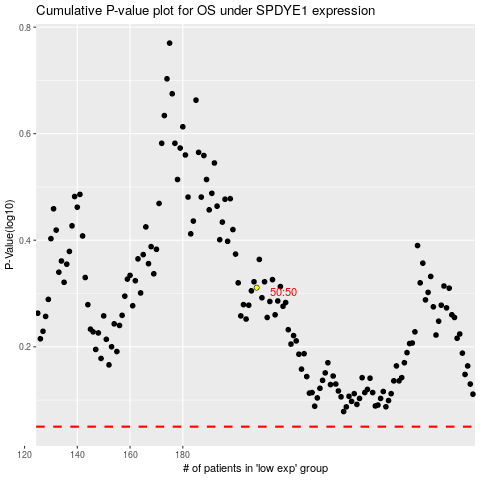 Cumulative P-value plot for OS under SPDYE1 expression
0.8
0.6
0.4
0.2
P-Value(log10)
50:50
120 140 160 180
# of patients in 'low exp' group